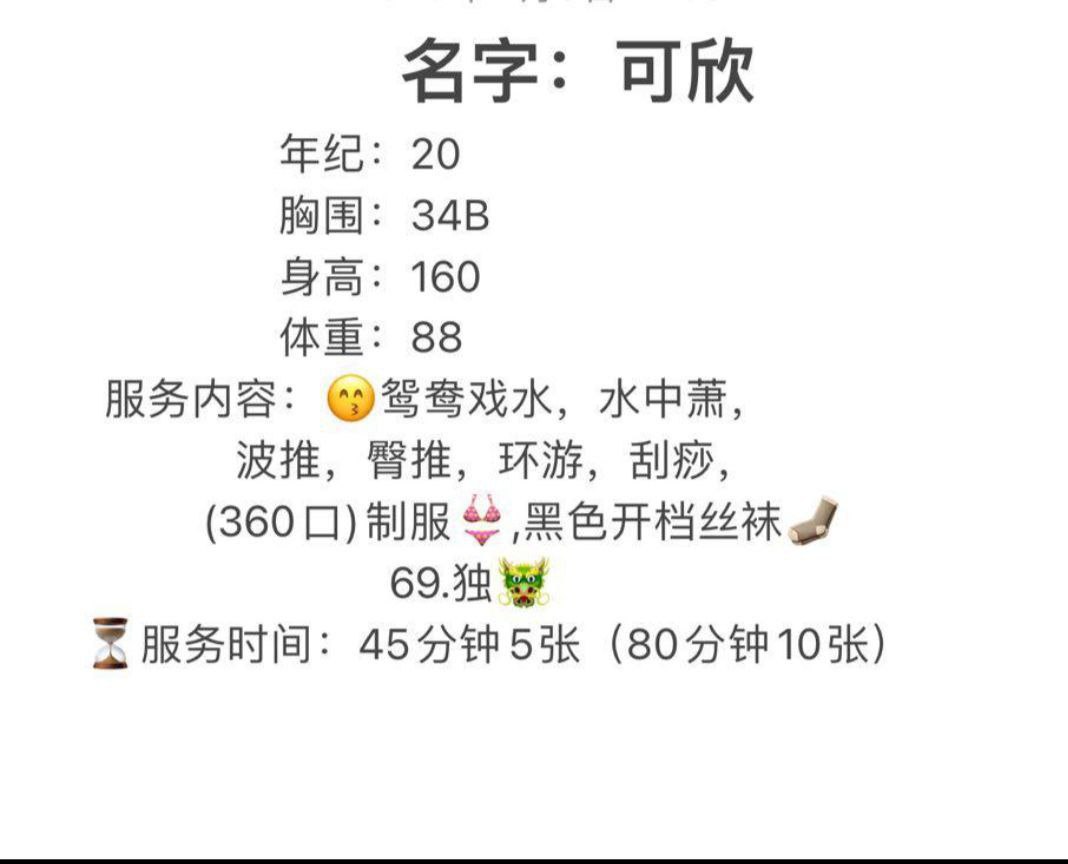 名字：可欣
年纪：20
胸围：34B
身高：160
体重：88
服务内容：😙鸳鸯戏水，水中萧，
波推，臀推，环游，刮痧，
(360口)制服👙,黑色开档丝袜🧦
69.独🐲
⏳服务时间：45分钟5张（80分钟10张）